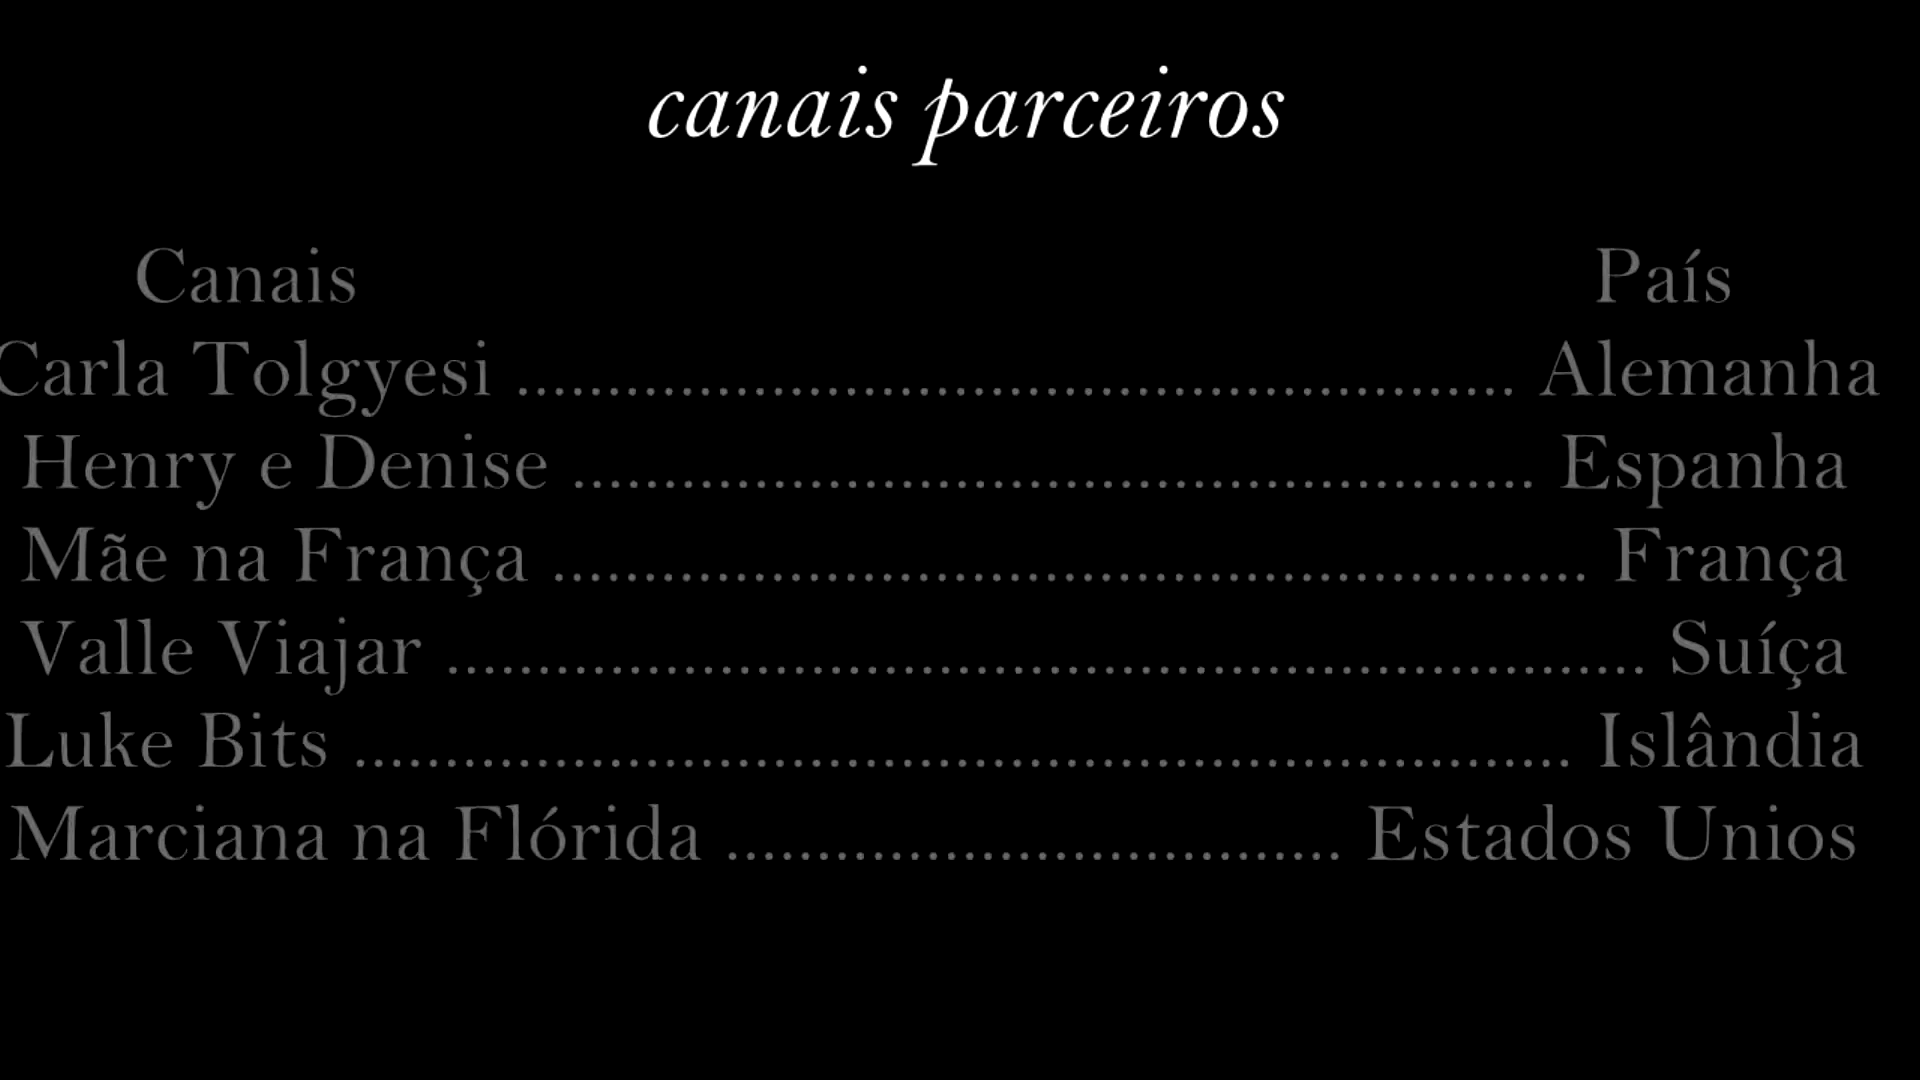 canais parceiros
Canais País
Carla Tolgyesi ....................................................... Alemanha
Henry e Denise ..................................................... Espanha
Mãe na França ......................................................... França
Valle Viajar .................................................................. Suíça
Luke Bits ................................................................... Islândia
Marciana na Flórida .................................. Estados Unios